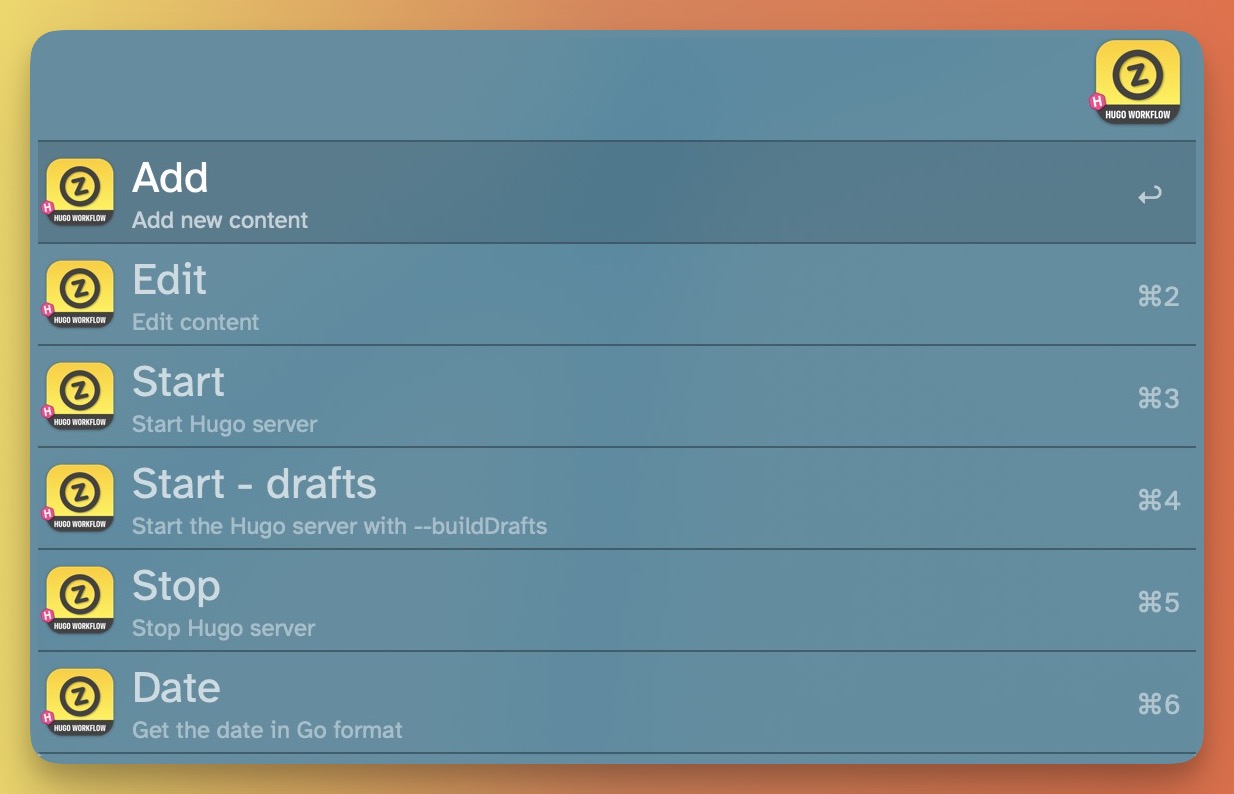 Z
H
HUGO WORKFLOW
Z
H
HUGO WORKFLOW
Add
Add new content
↩
Z
H
HUGO WORKFLOW
Edit
Edit content
⌘2
Z
H
HUGO WORKFLOW
Start
Start Hugo server
⌘3
Z
H
HUGO WORKFLOW
Start - drafts
Start the Hugo server with --buildDrafts
⌘4
Z
H
HUGO WORKFLOW
Stop
Stop Hugo server
⌘5
Z
H
HUGO WORKFLOW
Date
Get the date in Go format
⌘6